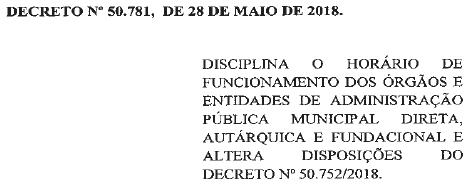 DECRETO Nº 50.781, DE 28 DE MAIO DE 2018.
DISCIPLINA O HORÁRIO DE
FUNCIONAMENTO DOS ÓRGÃOS E
ENTIDADES DE ADMINISTRAÇÃO
PÚBLICA MUNICIPAL DIRETA,
AUTÁRQUICA E FUNDACIONAL E
ALTERA DISPOSIÇÕES DO
DECRETO Nº 50.752/2018.